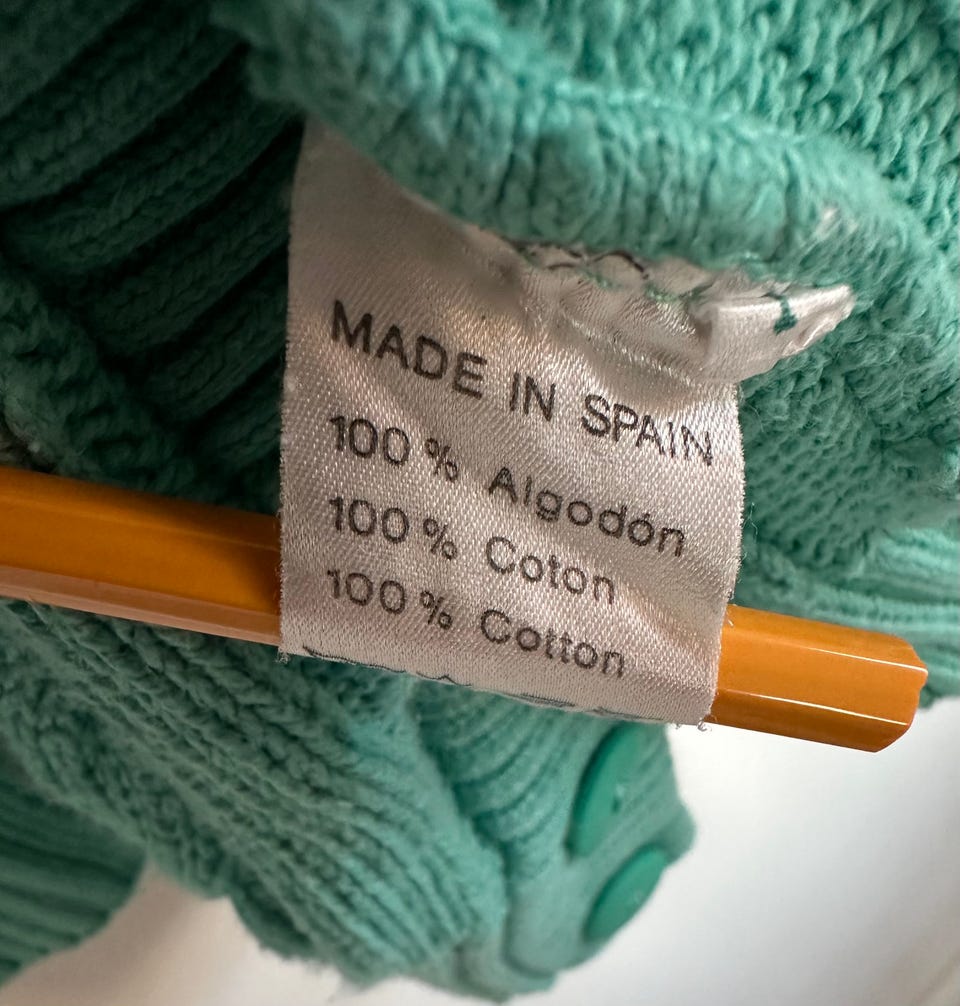 MADE IN SPAIN
100 % Algodón
100 % Coton
100 % Cotton